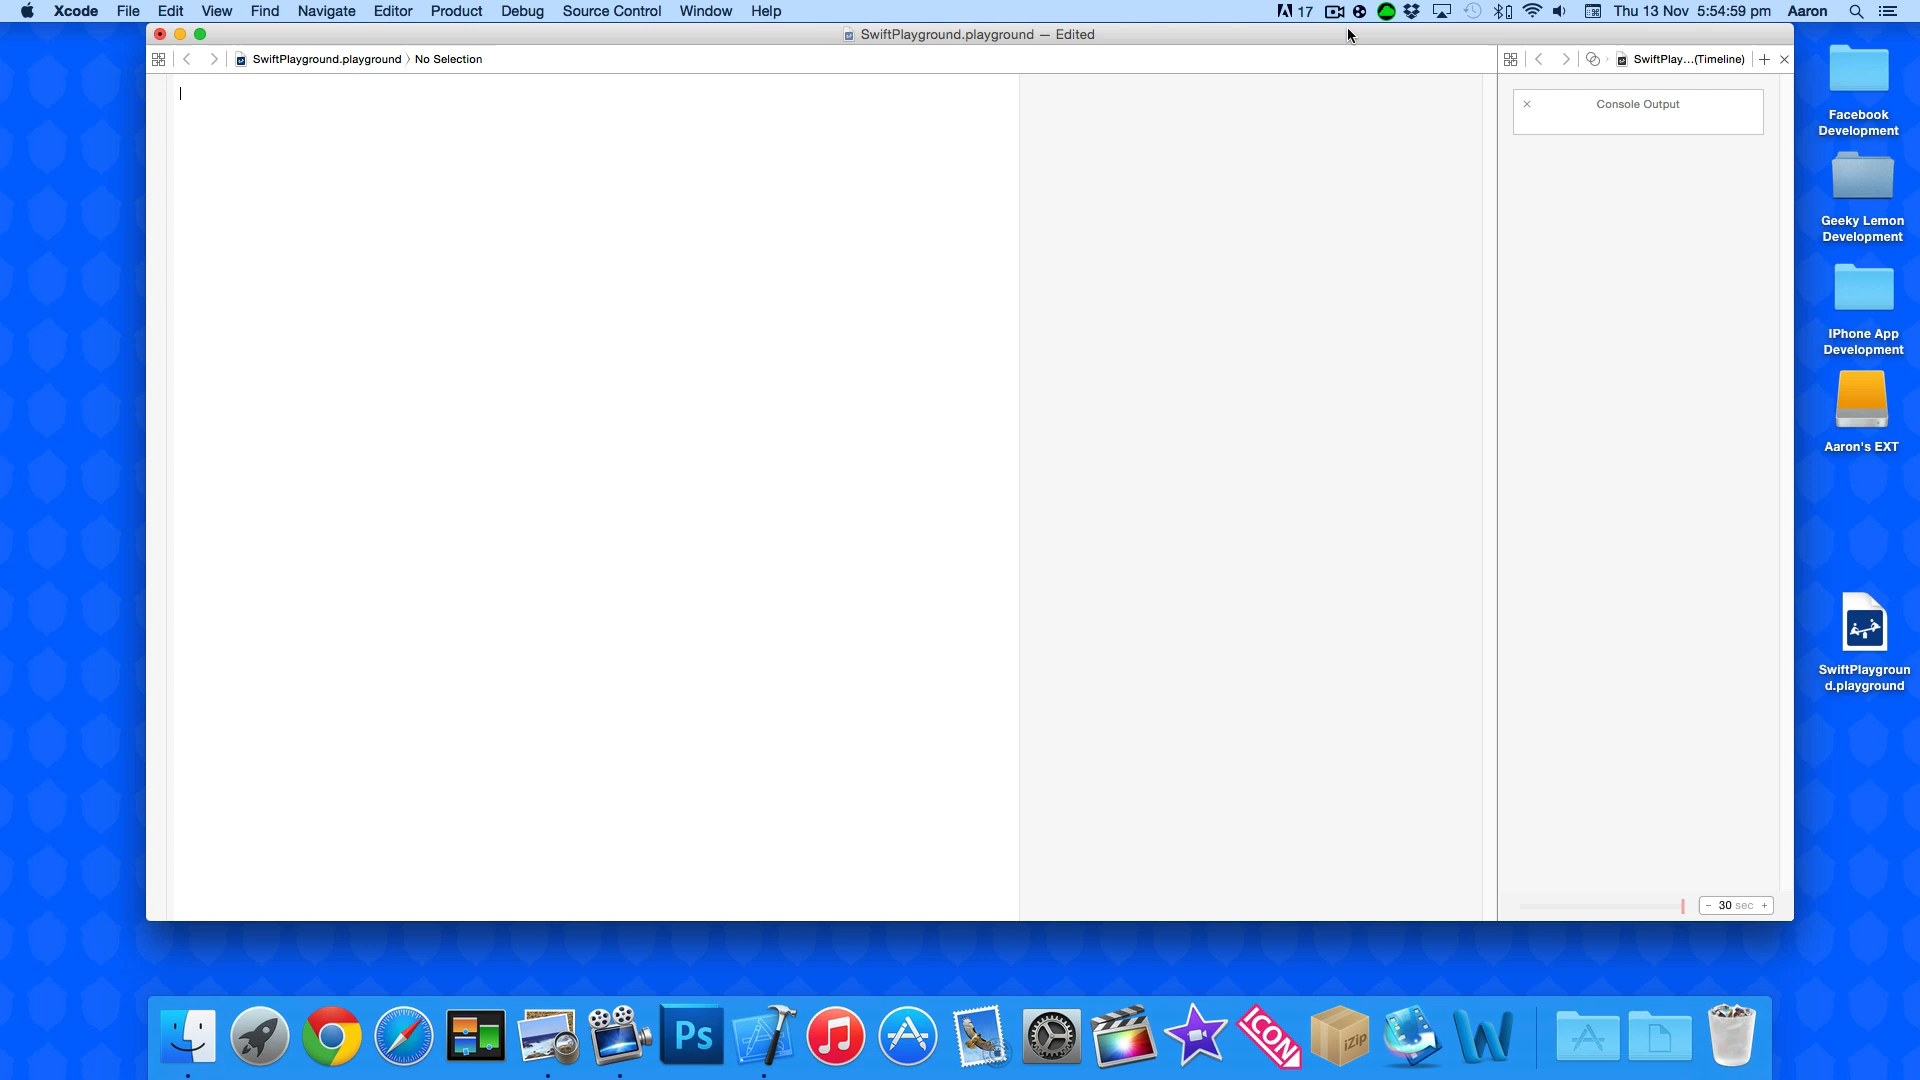 Xcode File Edit View Find Navigate Editor Product Debug Source Control Window Help 17 Thu 13 Nov 5:54:59 pm Aaron
SwiftPlayground.playground — Edited
SwiftPlayground.playground 〉 No Selection
SwiftPlay...(Timeline)
Console Output
- 30 sec +
Facebook
Development
Geeky Lemon
Development
IPhone App
Development
Aaron's EXT
SwiftPlaygroun
d.playground
Ps
ICON
iZip
W